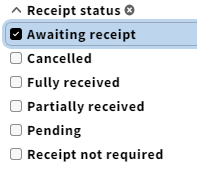 Receipt status
Awaiting receipt
Cancelled
Fully received
Partially received
Pending
Receipt not required